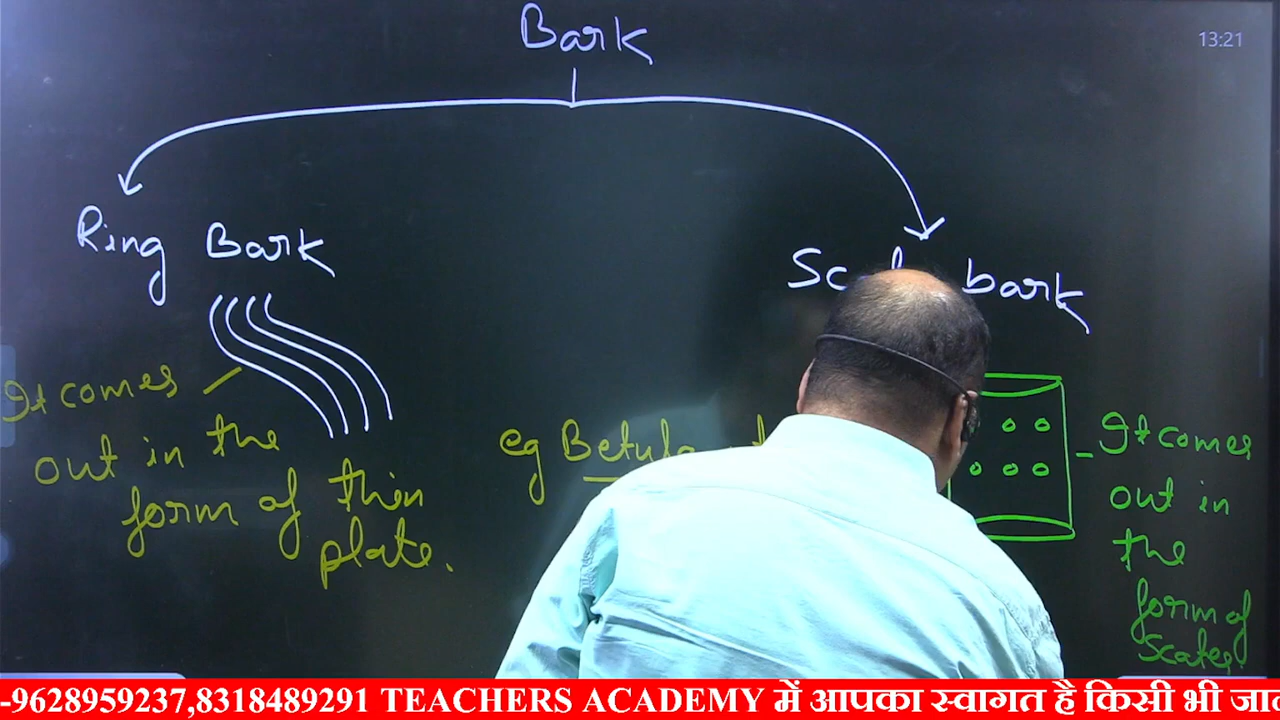 Bark
13:21
Ring Bark
bark
It comes
out in the
form of thin
plate.
eg Betula
It comes
out in
the
form of
Scales
-9628959237,8318489291 TEACHERS ACADEMY में आपका स्वागत है किसी भी